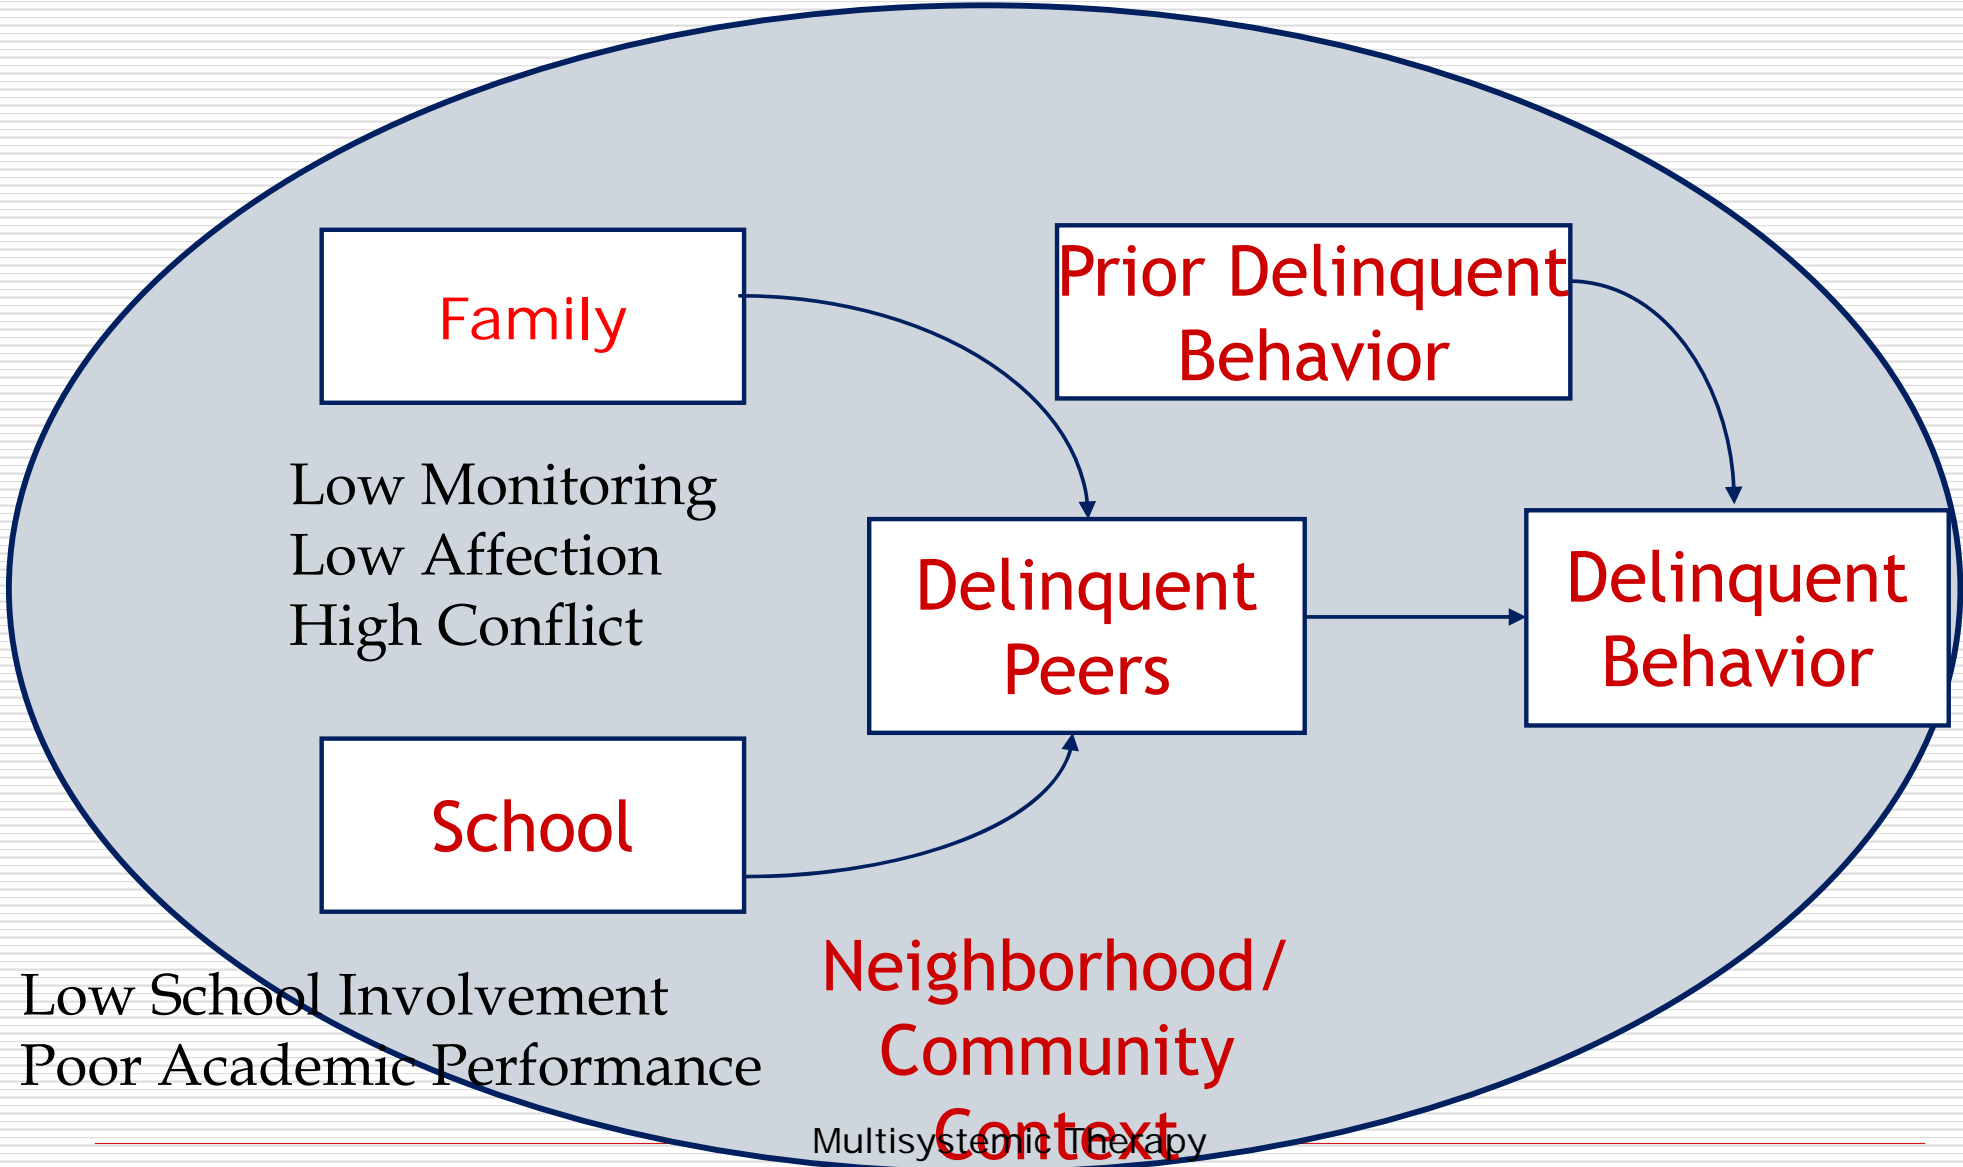 Family
Prior Delinquent
Behavior
Low Monitoring
Low Affection
High Conflict
Delinquent
Peers
Delinquent
Behavior
School
Low School Involvement
Poor Academic Performance
Neighborhood/
Community
Context
Multisystemic Therapy